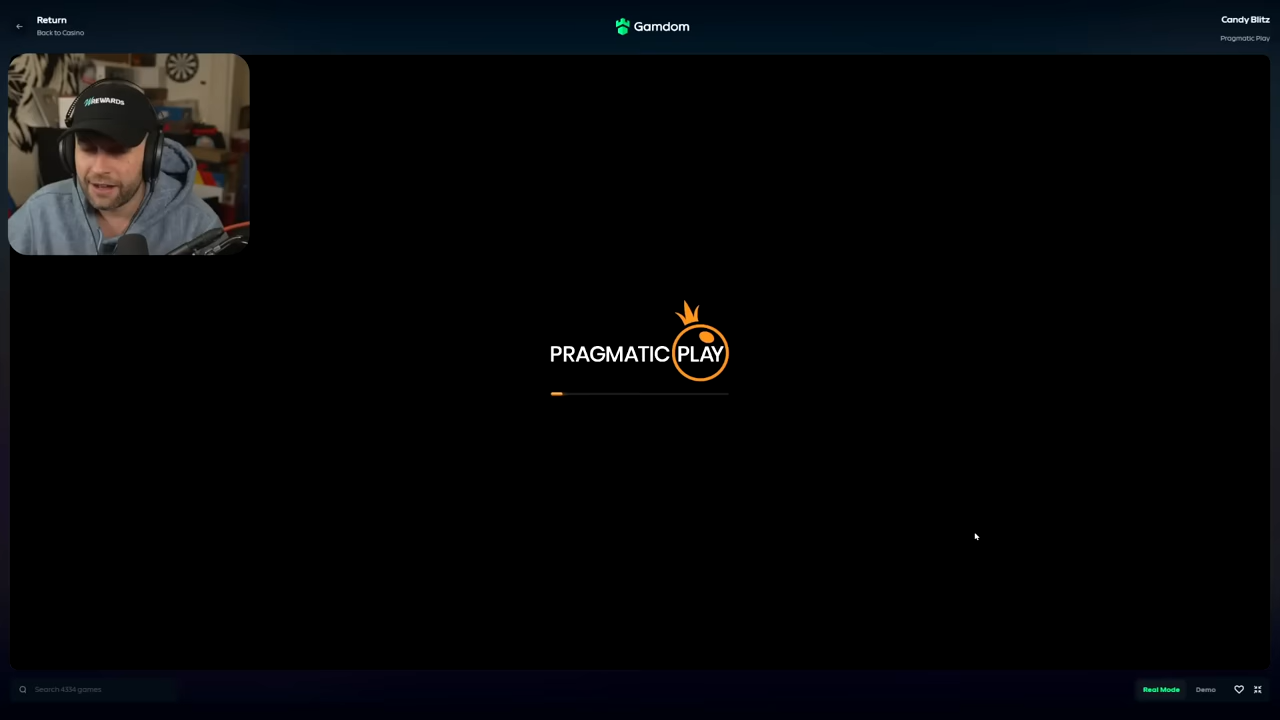 Return
Back to Casino
Gamdom
Candy Blitz
Pragmatic Play
REWARDS
PRAGMATIC PLAY
Search 4334 games
Real Mode
Demo